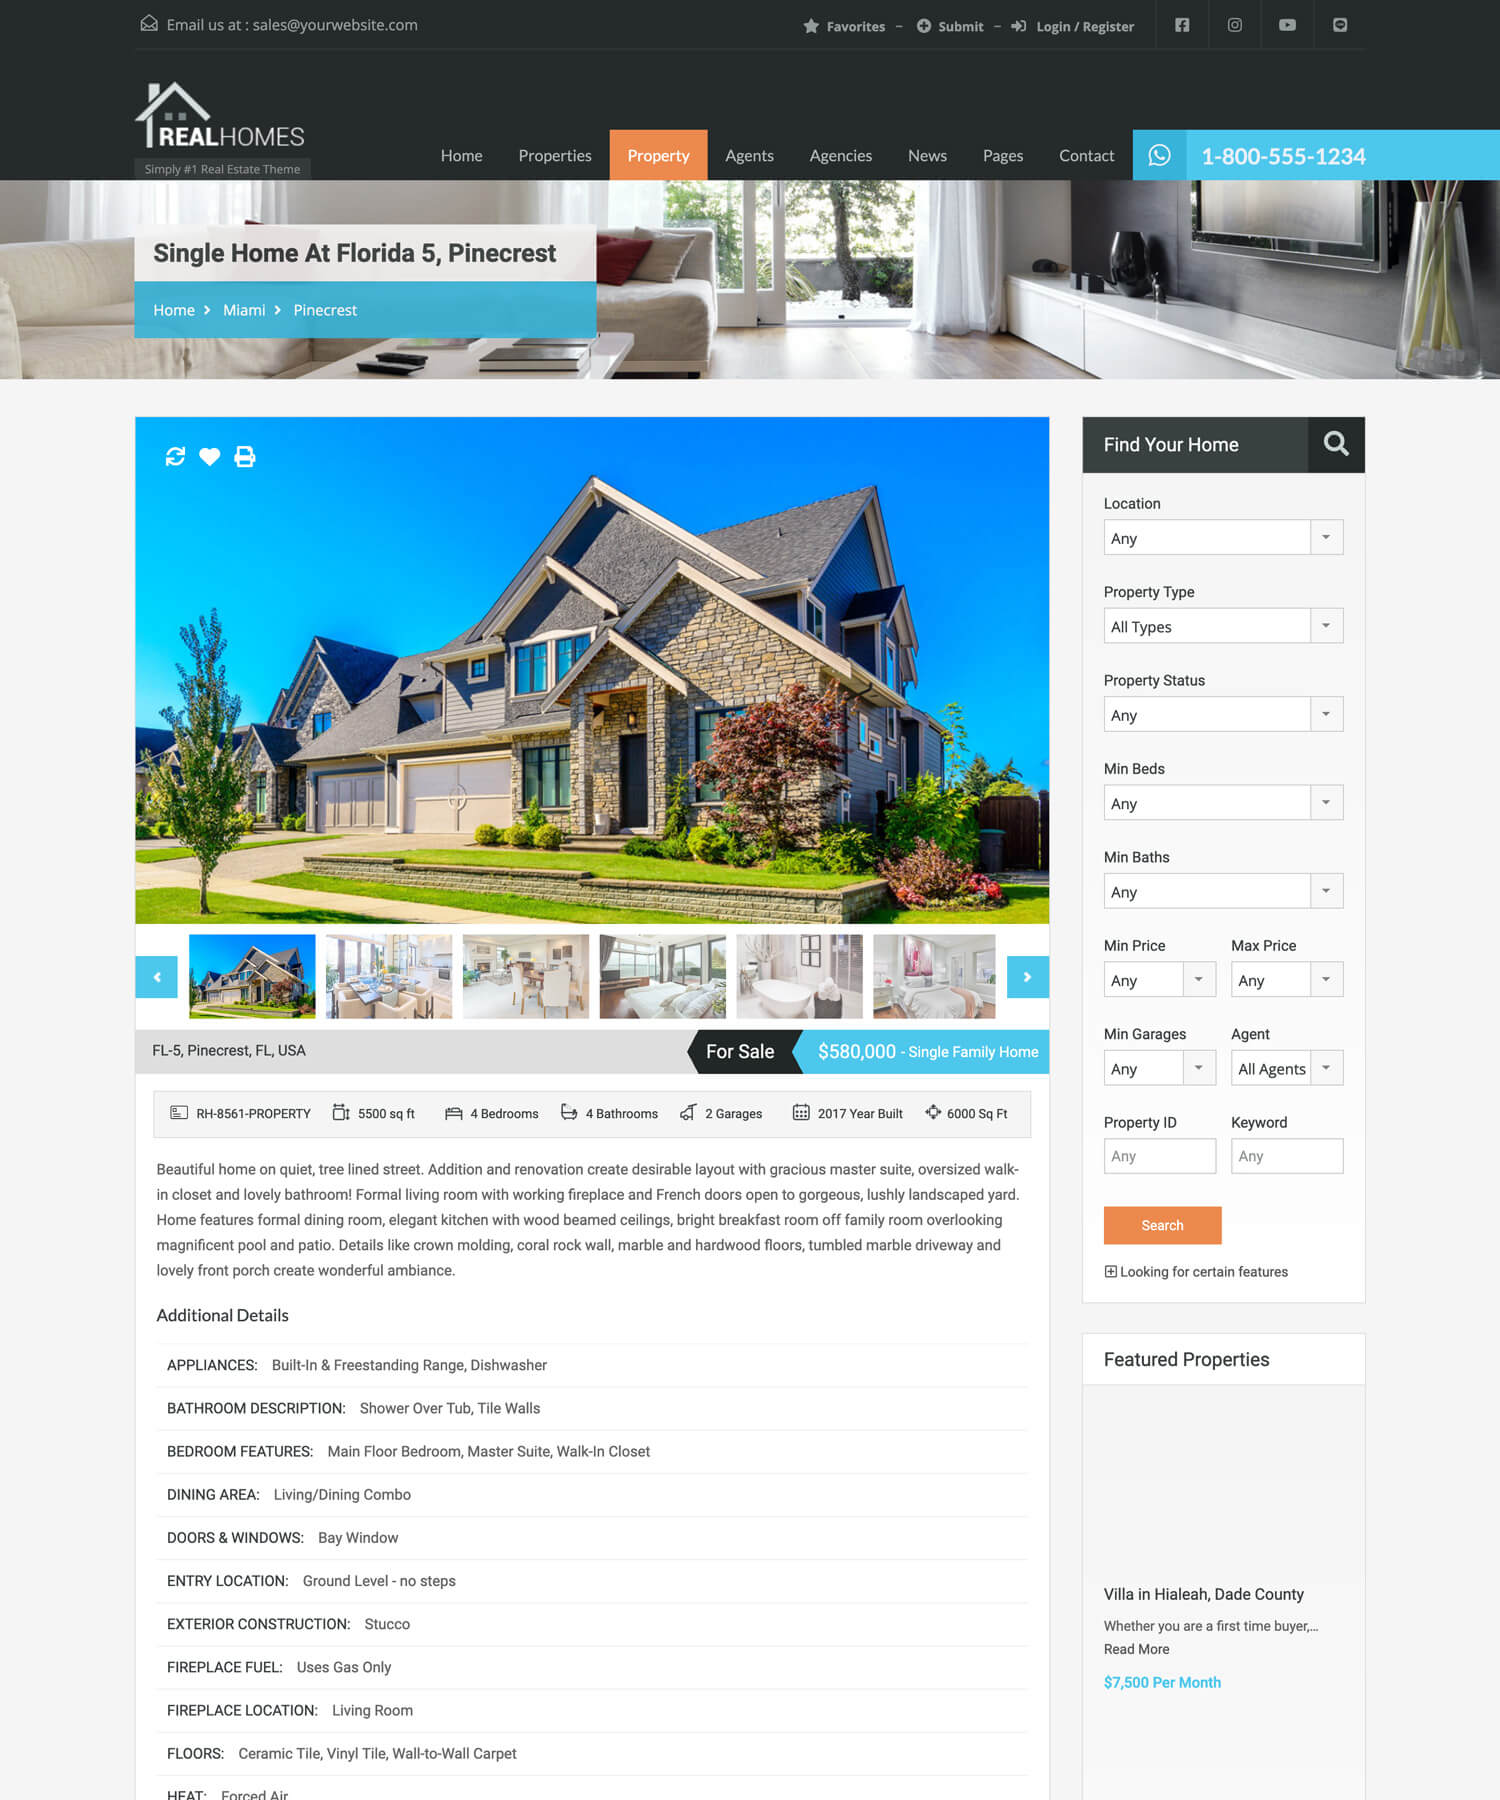 Email us at : sales@yourwebsite.com
Favorites – Submit – Login / Register
REALHOMES
Simply #1 Real Estate Theme
Home Properties Property Agents Agencies News Pages Contact 1-800-555-1234
Single Home At Florida 5, Pinecrest
Home Miami Pinecrest
FL-5, Pinecrest, FL, USA
For Sale
$580,000 - Single Family Home
RH-8561-PROPERTY 5500 sq ft 4 Bedrooms 4 Bathrooms 2 Garages 2017 Year Built 6000 Sq Ft
Beautiful home on quiet, tree lined street. Addition and renovation create desirable layout with gracious master suite, oversized walk-
in closet and lovely bathroom! Formal living room with working fireplace and French doors open to gorgeous, lushly landscaped yard.
Home features formal dining room, elegant kitchen with wood beamed ceilings, bright breakfast room off family room overlooking
magnificent pool and patio. Details like crown molding, coral rock wall, marble and hardwood floors, tumbled marble driveway and
lovely front porch create wonderful ambiance.
Additional Details
APPLIANCES: Built-In & Freestanding Range, Dishwasher
BATHROOM DESCRIPTION: Shower Over Tub, Tile Walls
BEDROOM FEATURES: Main Floor Bedroom, Master Suite, Walk-In Closet
DINING AREA: Living/Dining Combo
DOORS & WINDOWS: Bay Window
ENTRY LOCATION: Ground Level - no steps
EXTERIOR CONSTRUCTION: Stucco
FIREPLACE FUEL: Uses Gas Only
FIREPLACE LOCATION: Living Room
FLOORS: Ceramic Tile, Vinyl Tile, Wall-to-Wall Carpet
HEAT: Forced Air
Find Your Home
Location
Any
Property Type
All Types
Property Status
Any
Min Beds
Any
Min Baths
Any
Min Price Max Price
Any Any
Min Garages Agent
Any All Agents
Property ID Keyword
Any Any
Search
Looking for certain features
Featured Properties
Villa in Hialeah, Dade County
Whether you are a first time buyer,...
Read More
$7,500 Per Month